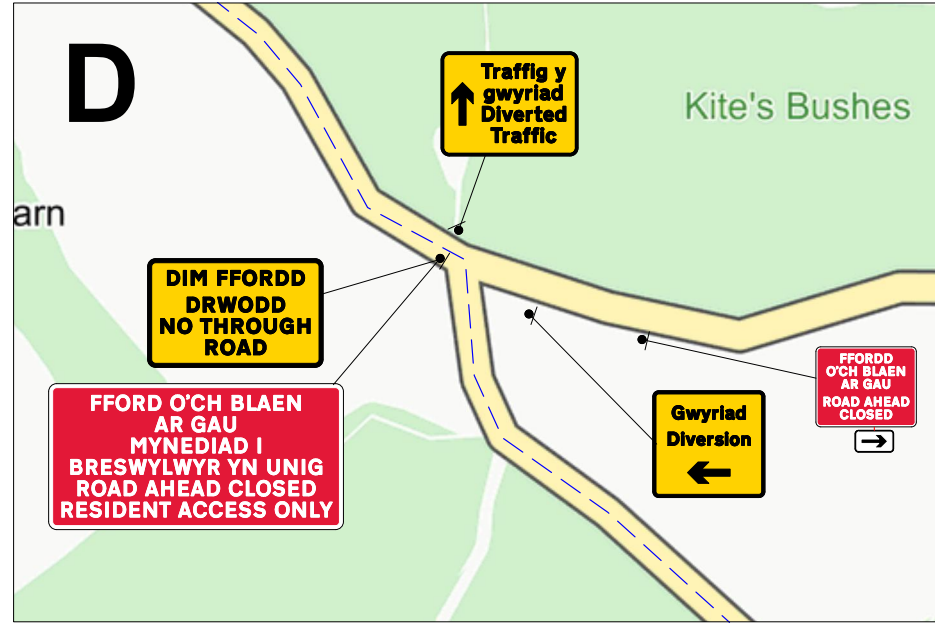 D
Traffig y
gwyriad
Diverted
Traffic
Kite's Bushes
arn
DIM FFORDD
DRWODD
NO THROUGH
ROAD
FFORDD
O'CH BLAEN
AR GAU
ROAD AHEAD
CLOSED
FFORD O'CH BLAEN
AR GAU
MYNEDIAD I
BRESWYLWYR YN UNIG
ROAD AHEAD CLOSED
RESIDENT ACCESS ONLY
Gwyriad
Diversion